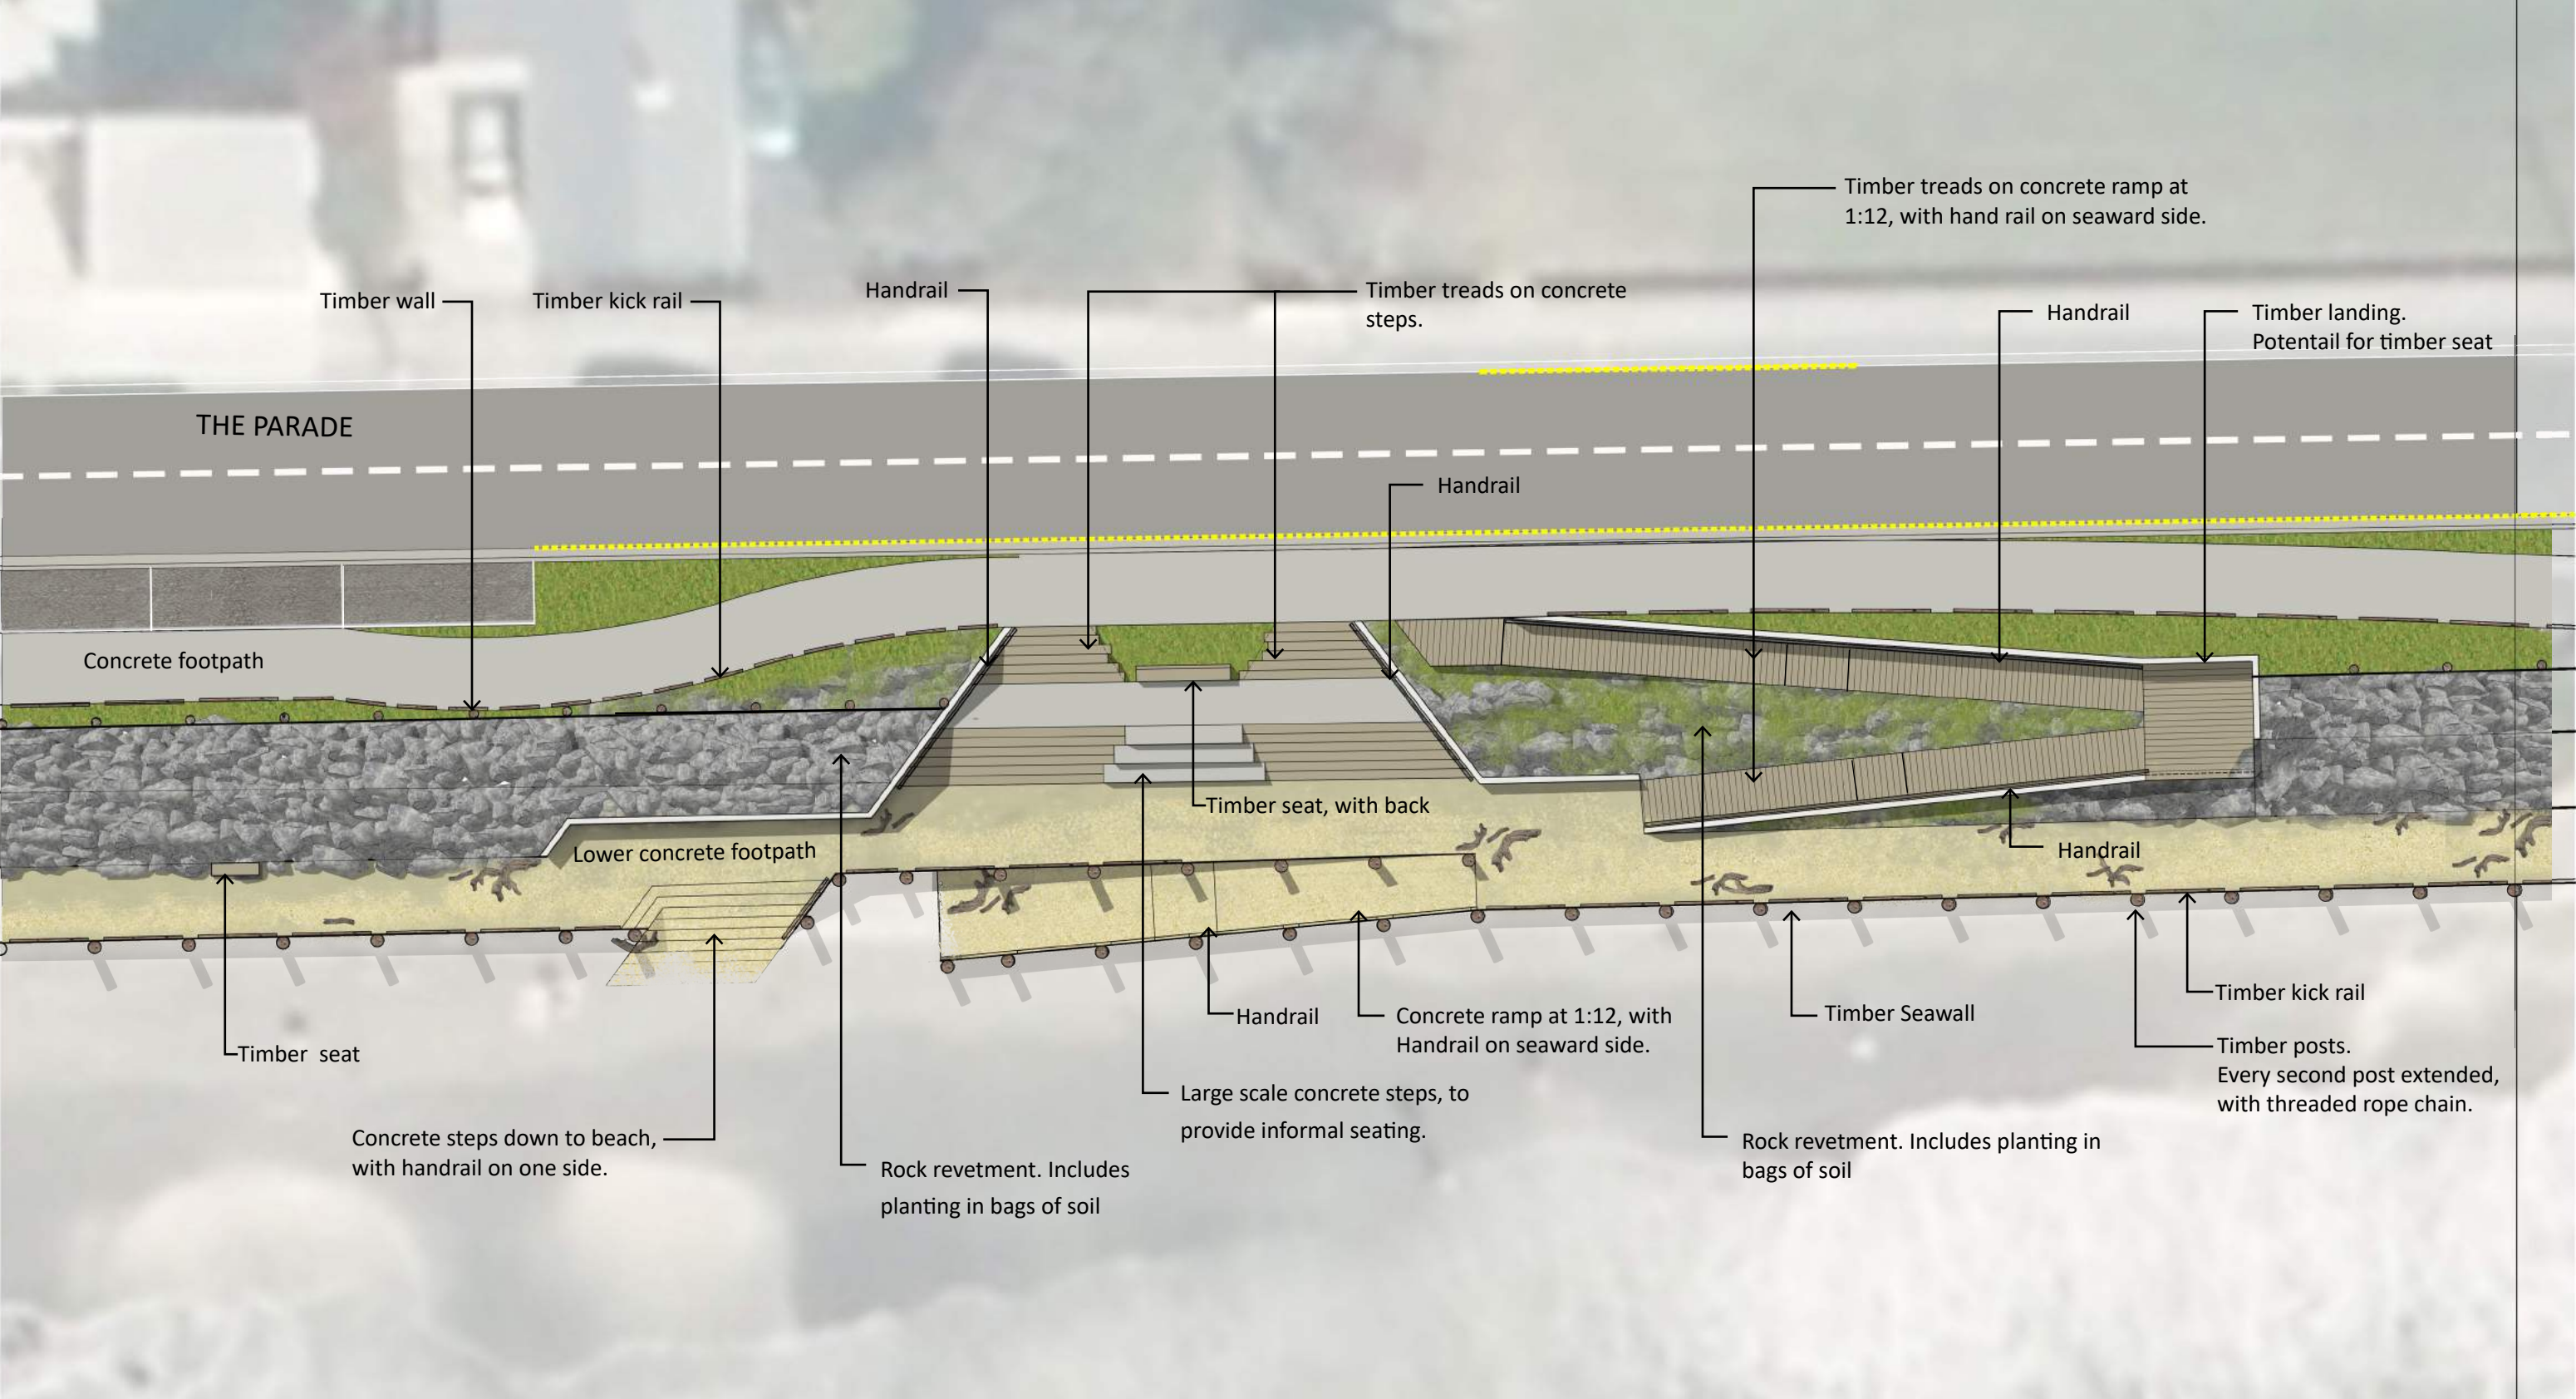 Timber treads on concrete ramp at
1:12, with hand rail on seaward side.
Timber wall
Timber kick rail
Handrail
Timber treads on concrete
steps.
Handrail
Timber landing.
Potentail for timber seat
THE PARADE
Handrail
Concrete footpath
Timber seat, with back
Lower concrete footpath
Handrail
Timber  seat
Handrail
Concrete ramp at 1:12, with
Handrail on seaward side.
Timber Seawall
Timber kick rail
Timber posts.
Every second post extended,
with threaded rope chain.
Large scale concrete steps, to
provide informal seating.
Concrete steps down to beach,
with handrail on one side.
Rock revetment. Includes
planting in bags of soil
Rock revetment. Includes planting in
bags of soil